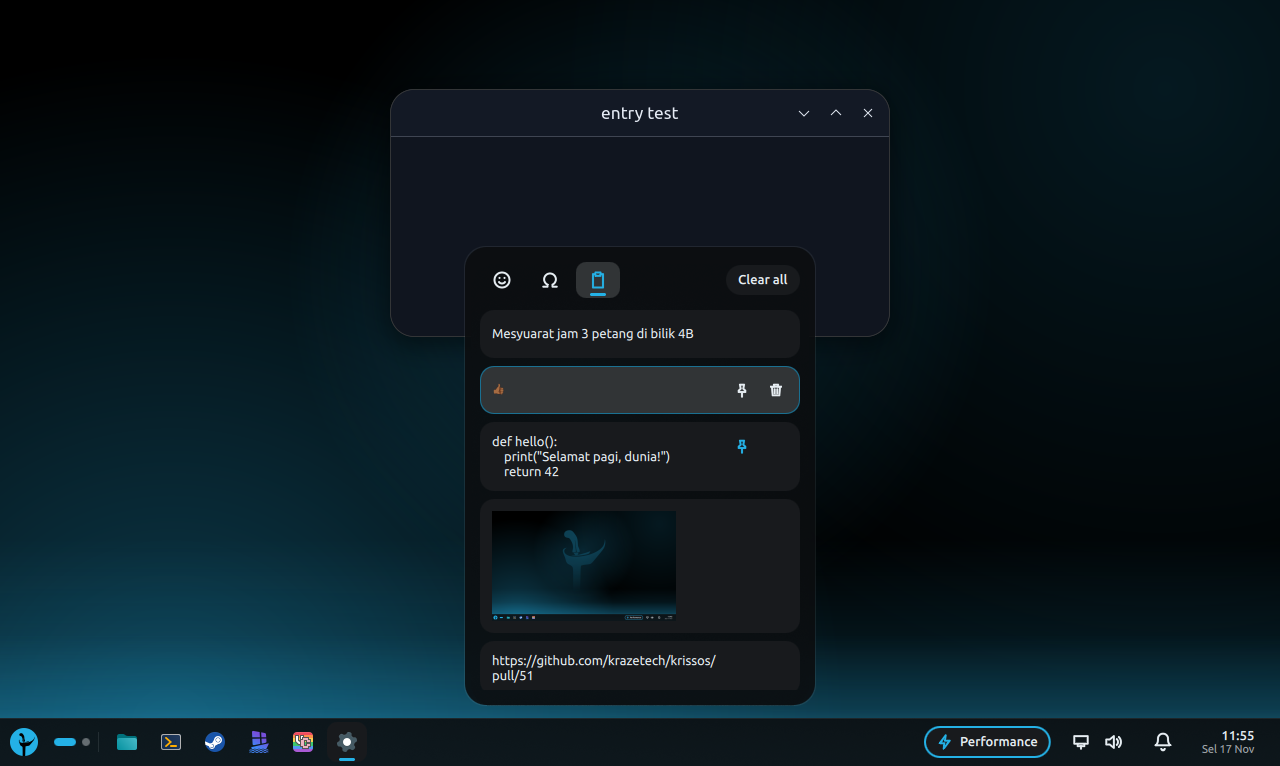 entry test
Clear all
Mesyuarat jam 3 petang di bilik 4B
👍🏾
def hello():
    print("Selamat pagi, dunia!")
    return 42
https://github.com/krazetech/krissos/
pull/51
Performance
11:55
Sel 17 Nov